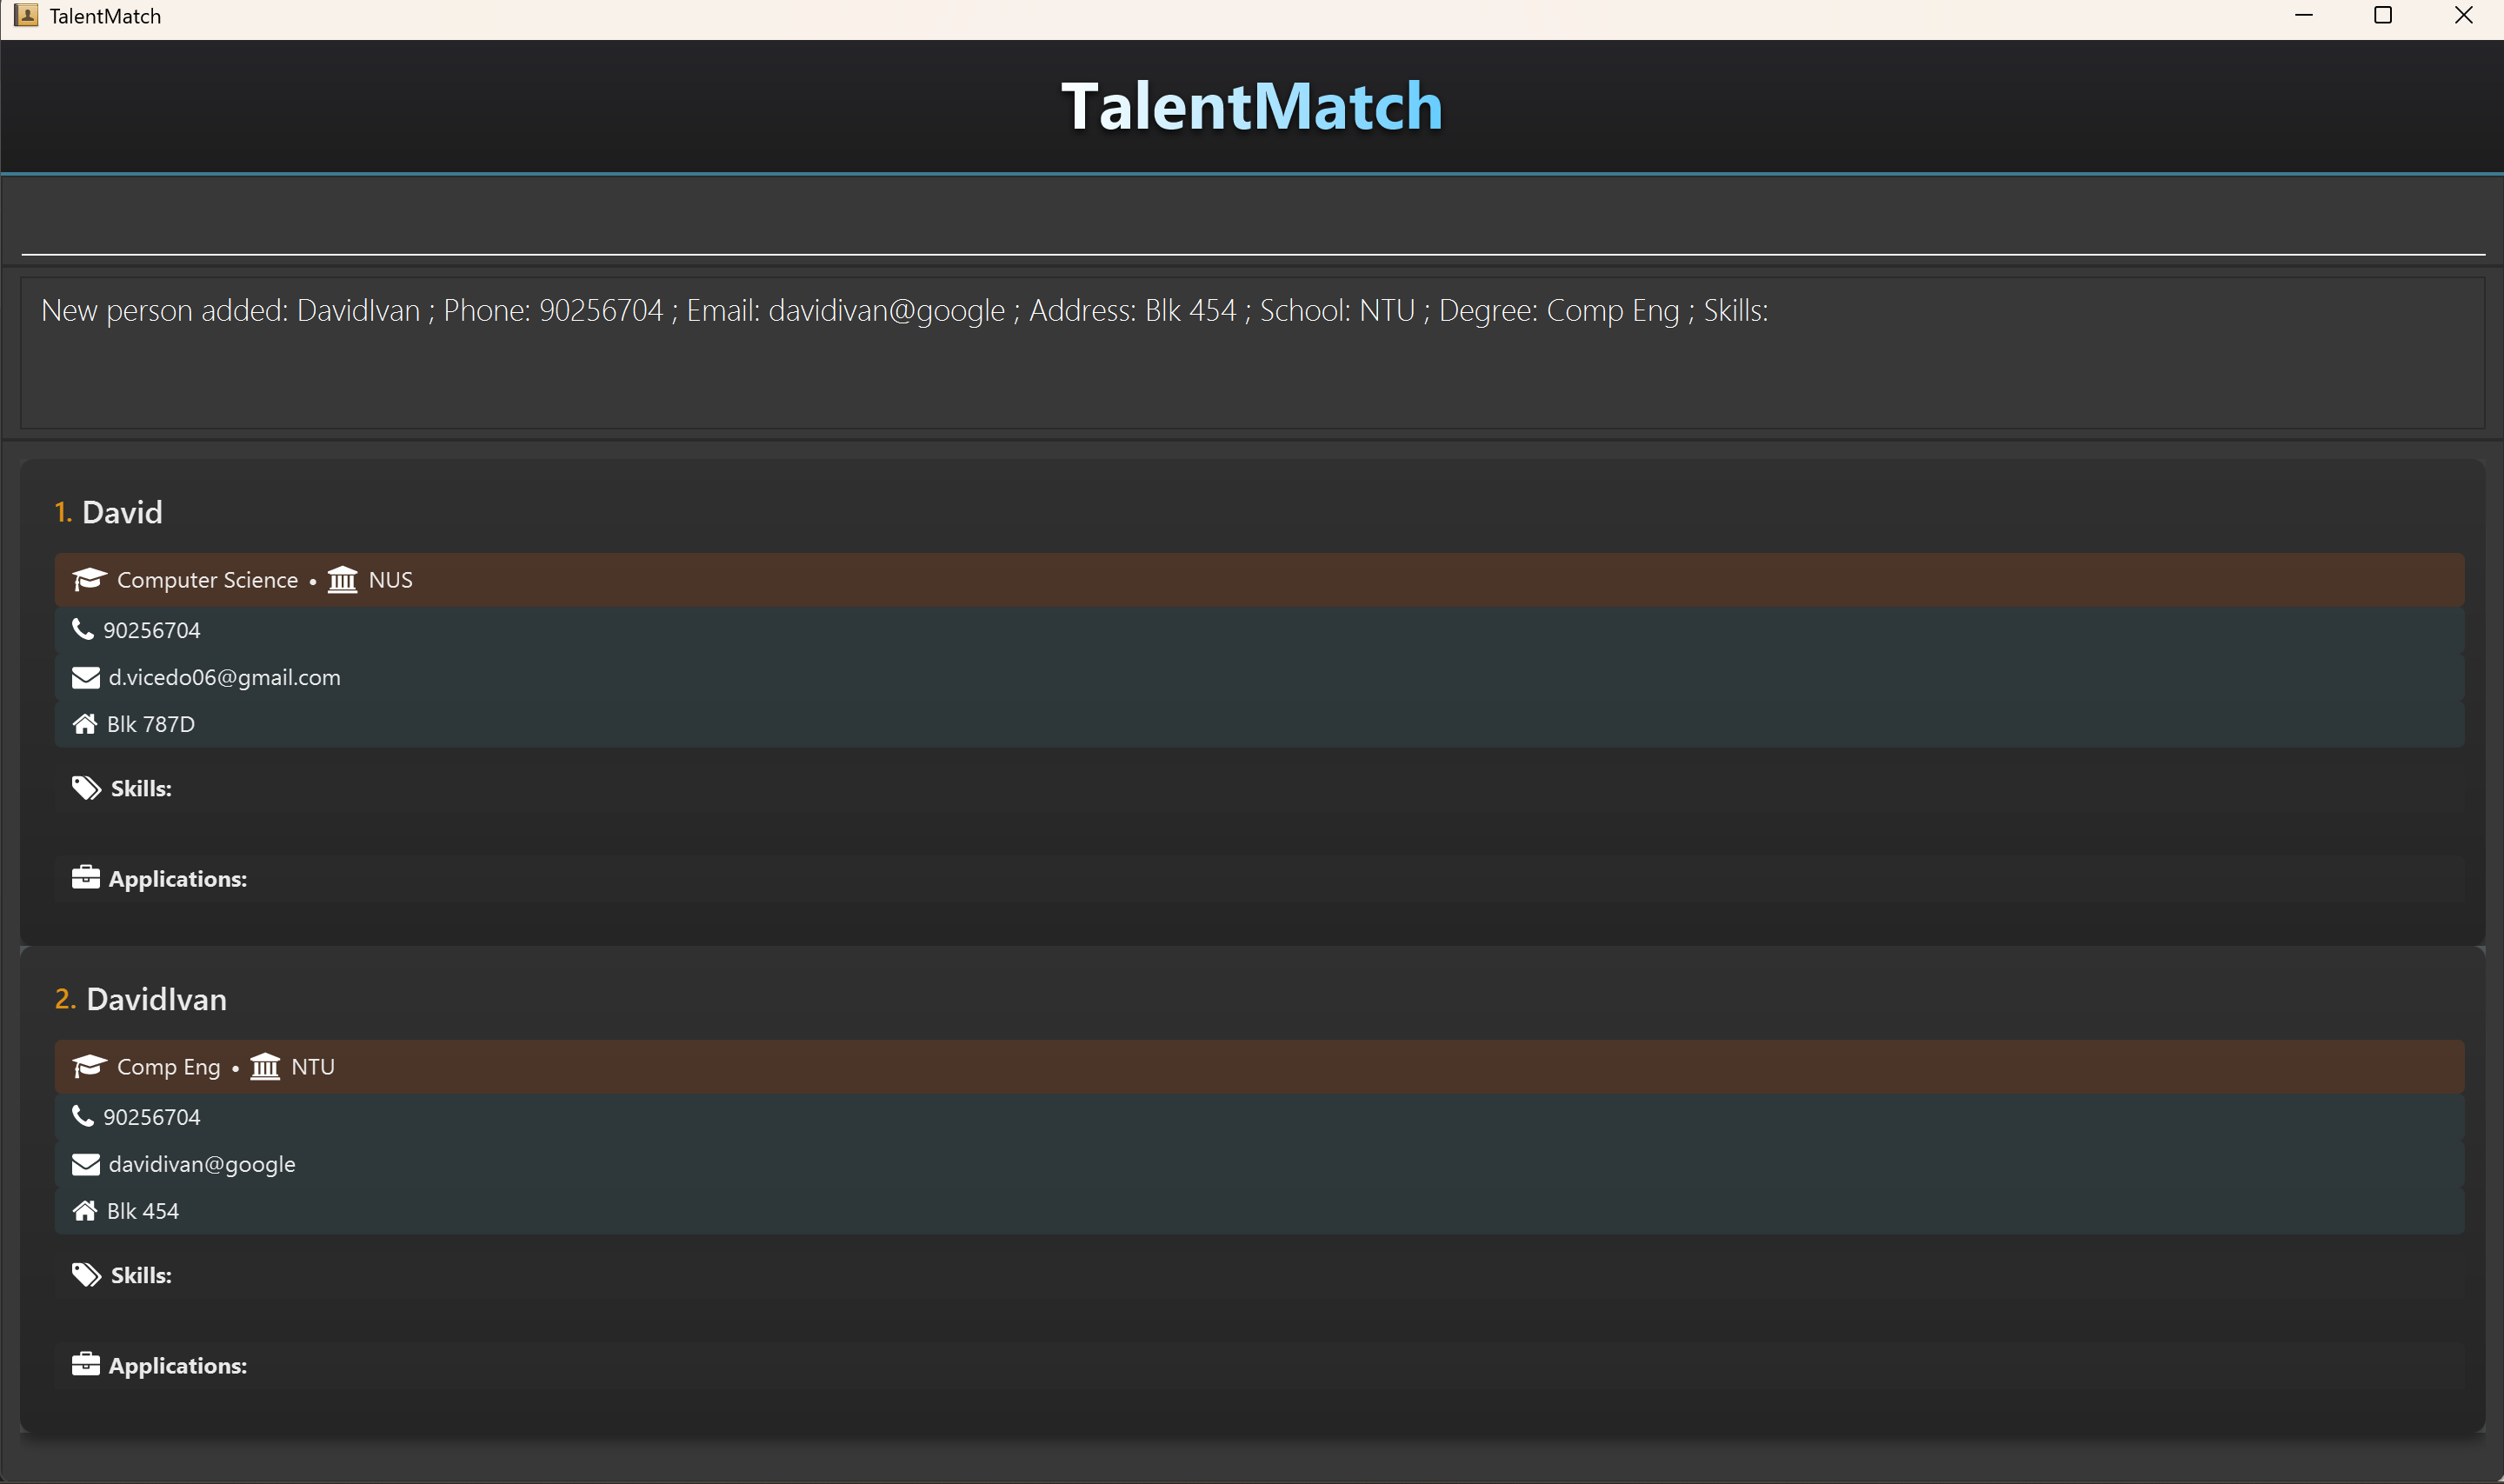 TalentMatch
TalentMatch
New person added: DavidIvan ; Phone: 90256704 ; Email: davidivan@google ; Address: Blk 454 ; School: NTU ; Degree: Comp Eng ; Skills:
1. David
Computer Science • NUS
90256704
d.vicedo06@gmail.com
Blk 787D
Skills:
Applications:
2. DavidIvan
Comp Eng • NTU
90256704
davidivan@google
Blk 454
Skills:
Applications: